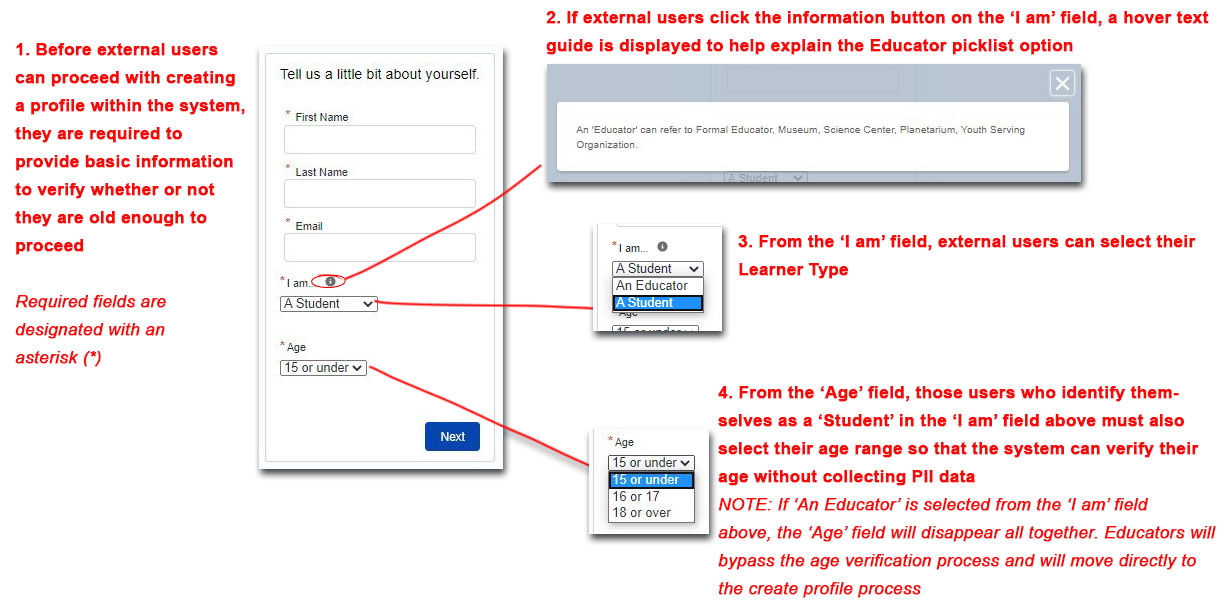 1. Before external users
can proceed with creating
a profile within the system,
they are required to
provide basic information
to verify whether or not
they are old enough to
proceed
Required fields are
designated with an
asterisk (*)
Tell us a little bit about yourself.
* First Name
* Last Name
* Email
* I am...
A Student
* Age
15 or under
Next
2. If external users click the information button on the ‘I am’ field, a hover text
guide is displayed to help explain the Educator picklist option
An 'Educator' can refer to Formal Educator, Museum, Science Center, Planetarium, Youth Serving
Organization.
A Student
* I am...
A Student
An Educator
A Student
Age
15 or under
3. From the ‘I am’ field, external users can select their
Learner Type
* Age
15 or under
15 or under
16 or 17
18 or over
4. From the ‘Age’ field, those users who identify them-
selves as a ‘Student’ in the ‘I am’ field above must also
select their age range so that the system can verify their
age without collecting PII data
NOTE: If ‘An Educator’ is selected from the ‘I am’ field
above, the ‘Age’ field will disappear all together. Educators will
bypass the age verification process and will move directly to
the create profile process